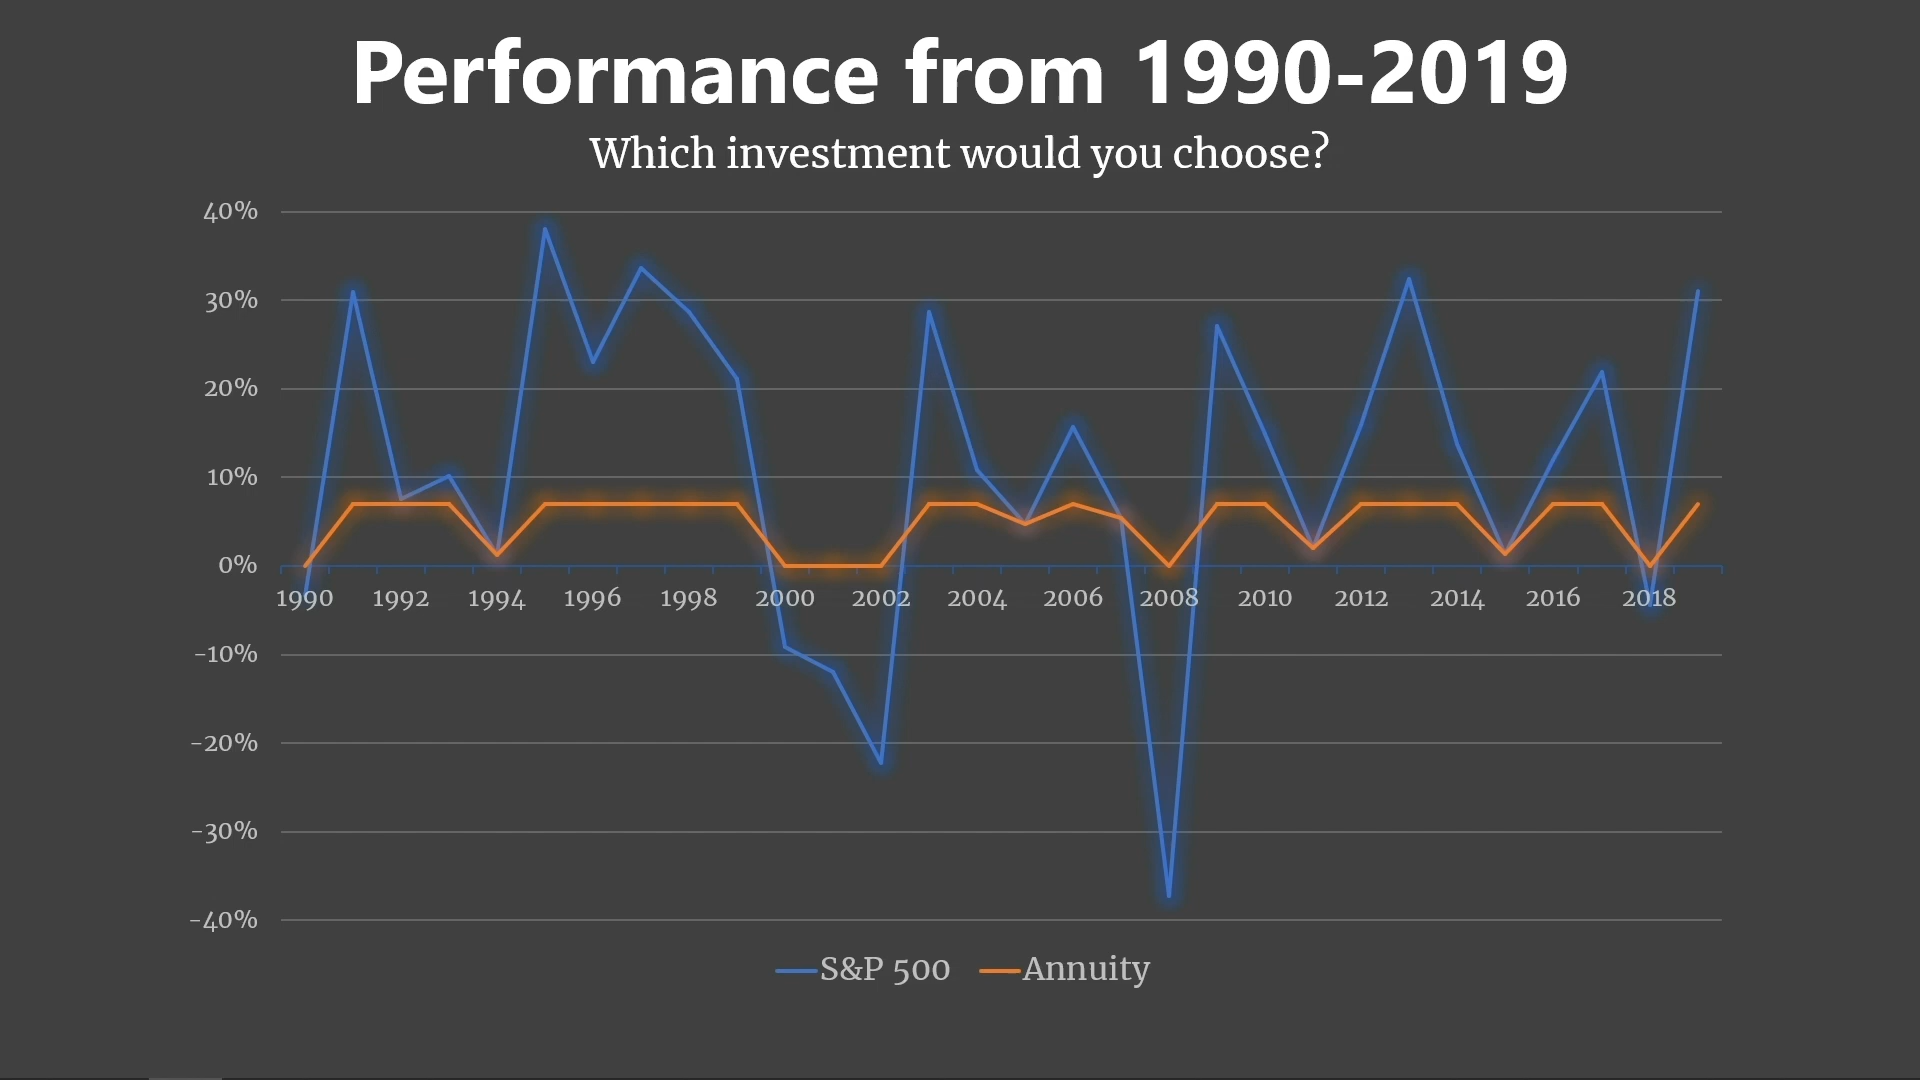 Performance from 1990-2019
Which investment would you choose?
40%
30%
20%
10%
0%
1990 1992 1994 1996 1998 2000 2002 2004 2006 2008 2010 2012 2014 2016 2018
-10%
-20%
-30%
-40%
S&P 500 Annuity